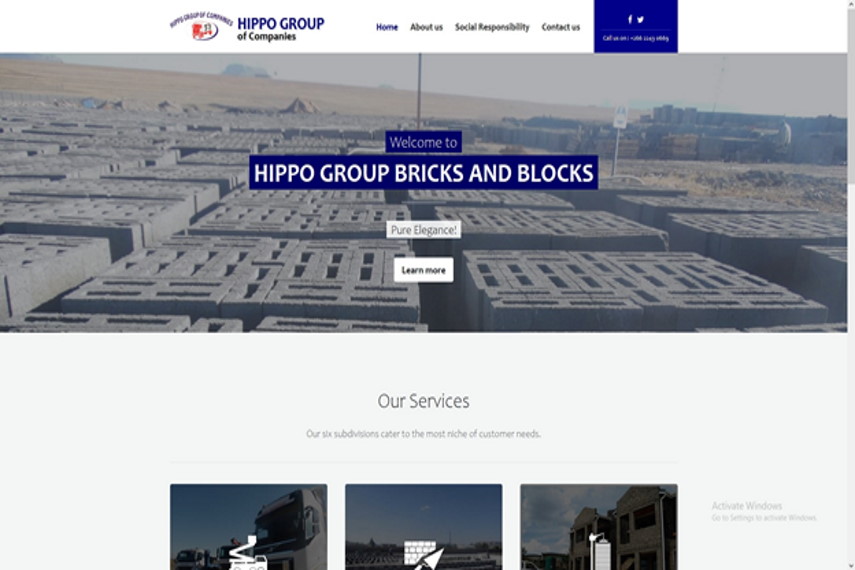 HIPPO GROUP OF COMPANIES
HIPPO GROUP
of Companies
Home About us Social Responsibility Contact us
Call us on : +266 2243 0669
Welcome to
HIPPO GROUP BRICKS AND BLOCKS
Pure Elegance!
Learn more
Our Services
Our six subdivisions cater to the most niche of customer needs.
Activate Windows
Go to Settings to activate Windows.